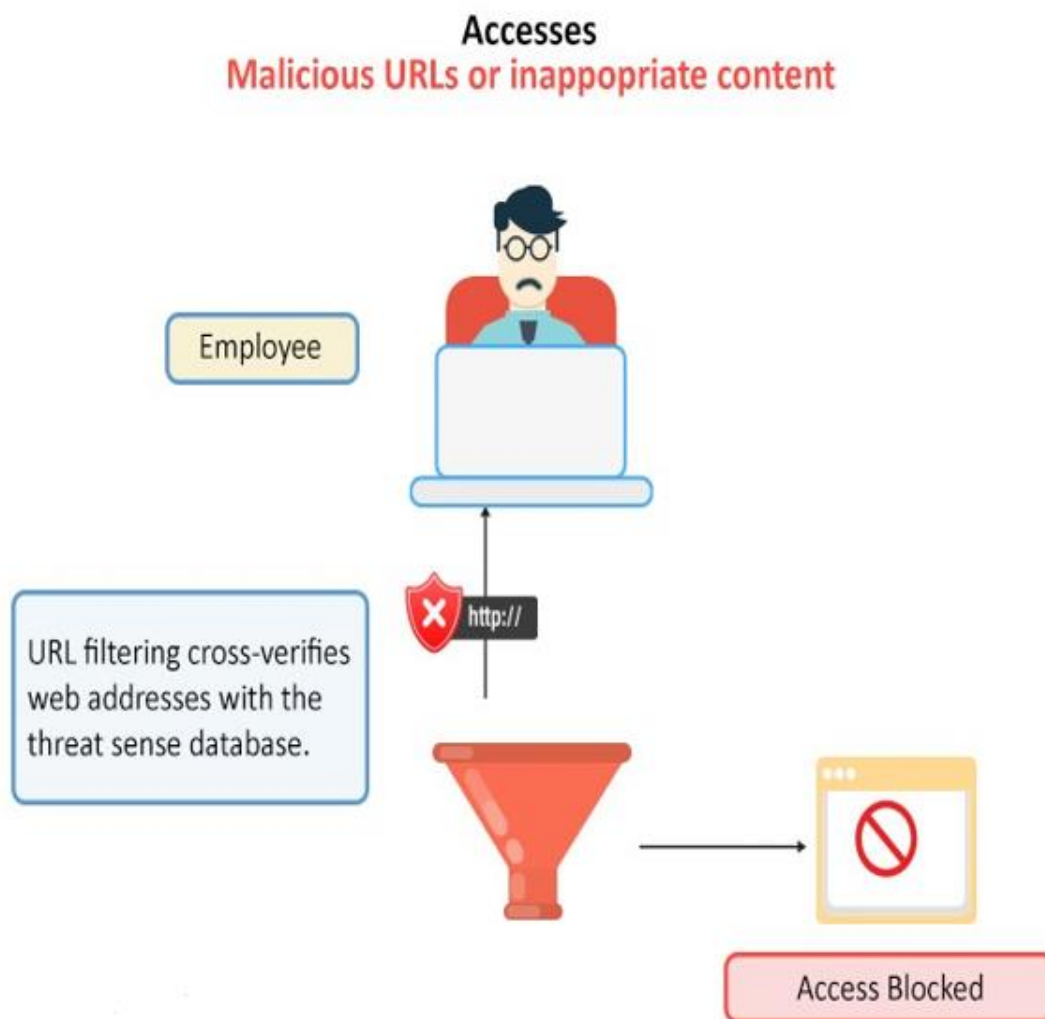 Accesses
Malicious URLs or inappopriate content
Employee
http://
URL filtering cross-verifies
web addresses with the
threat sense database.
Access Blocked